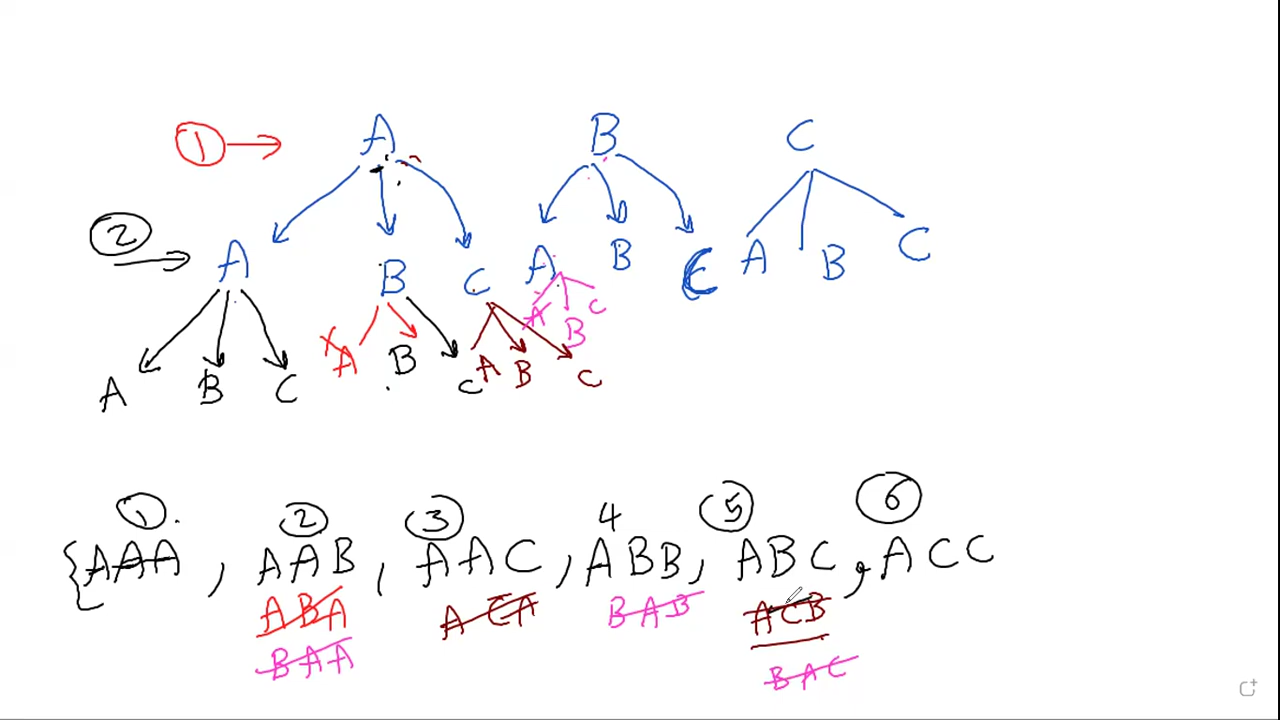 ① → A B C
② → A B C A B C A B C
A B C
A B C A B C A B C
① ② ③ 4 ⑤ ⑥
{AAA , AAB , AAC , ABB , ABC , ACC
ABA ACA BAB ACB
BAA BAC